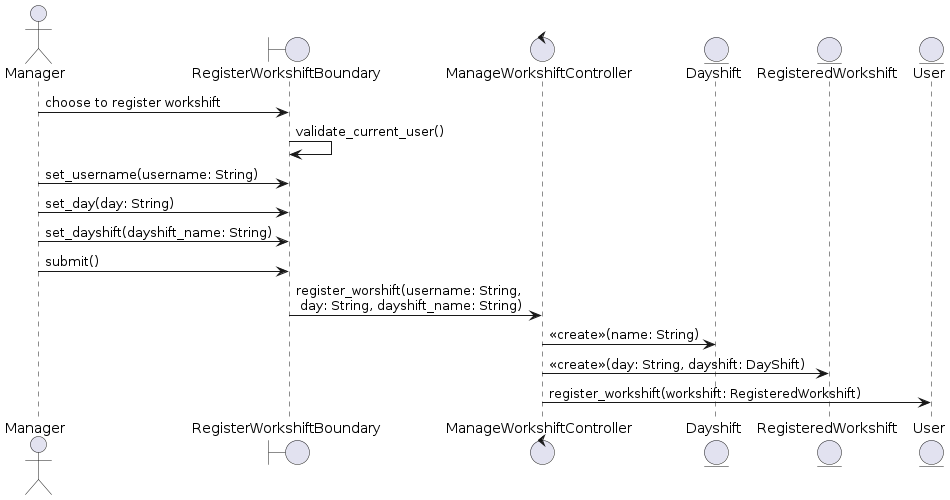 Manager
RegisterWorkshiftBoundary
ManageWorkshiftController
Dayshift
RegisteredWorkshift
User
choose to register workshift
validate_current_user()
set_username(username: String)
set_day(day: String)
set_dayshift(dayshift_name: String)
submit()
register_worshift(username: String,
day: String, dayshift_name: String)
«create»(name: String)
«create»(day: String, dayshift: DayShift)
register_workshift(workshift: RegisteredWorkshift)
Manager
RegisterWorkshiftBoundary
ManageWorkshiftController
Dayshift
RegisteredWorkshift
User